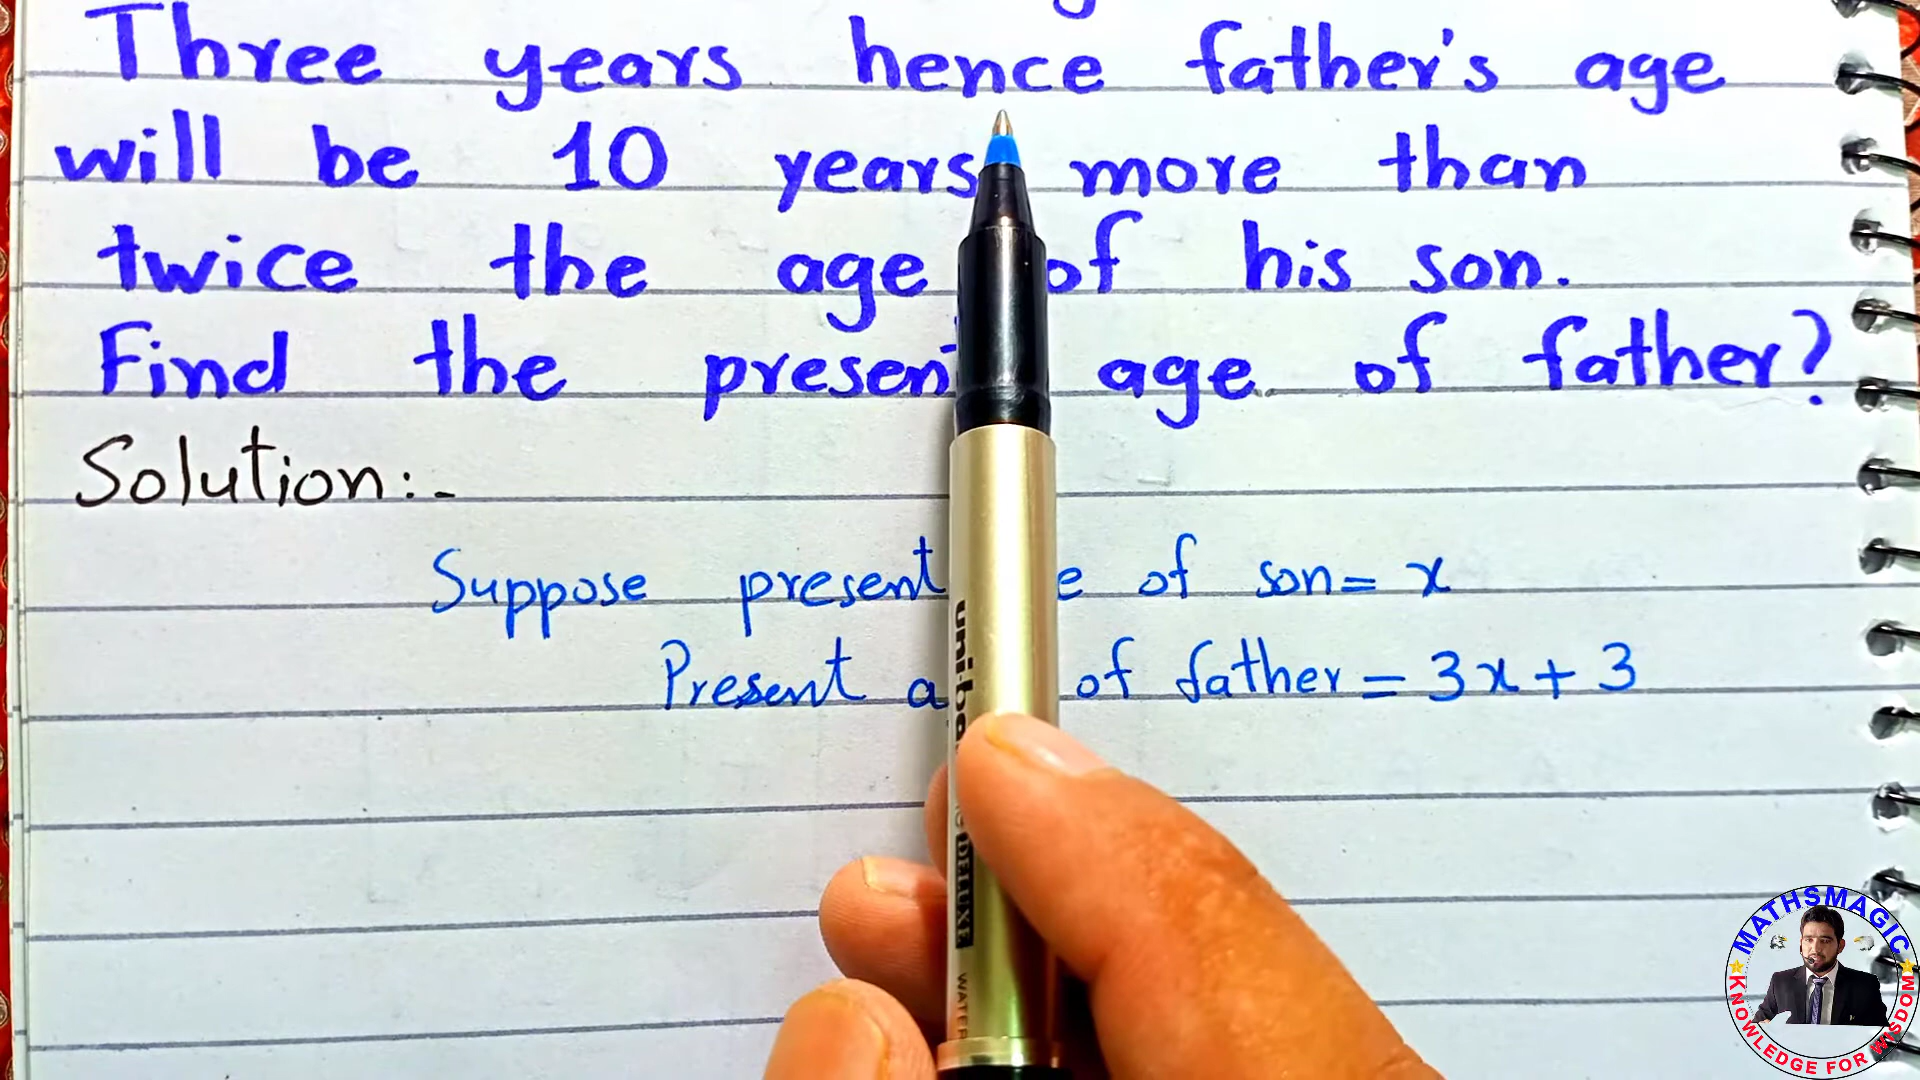 Three years hence father's age
will be 10 years more than
twice the age of his son.
Find the present age of father?
Solution:-
Suppose present e of son = x
Present a of father = 3x + 3
uni-ba
DELUXE
WATER
MATHSMAGIC
KNOWLEDGE FOR WISDOM